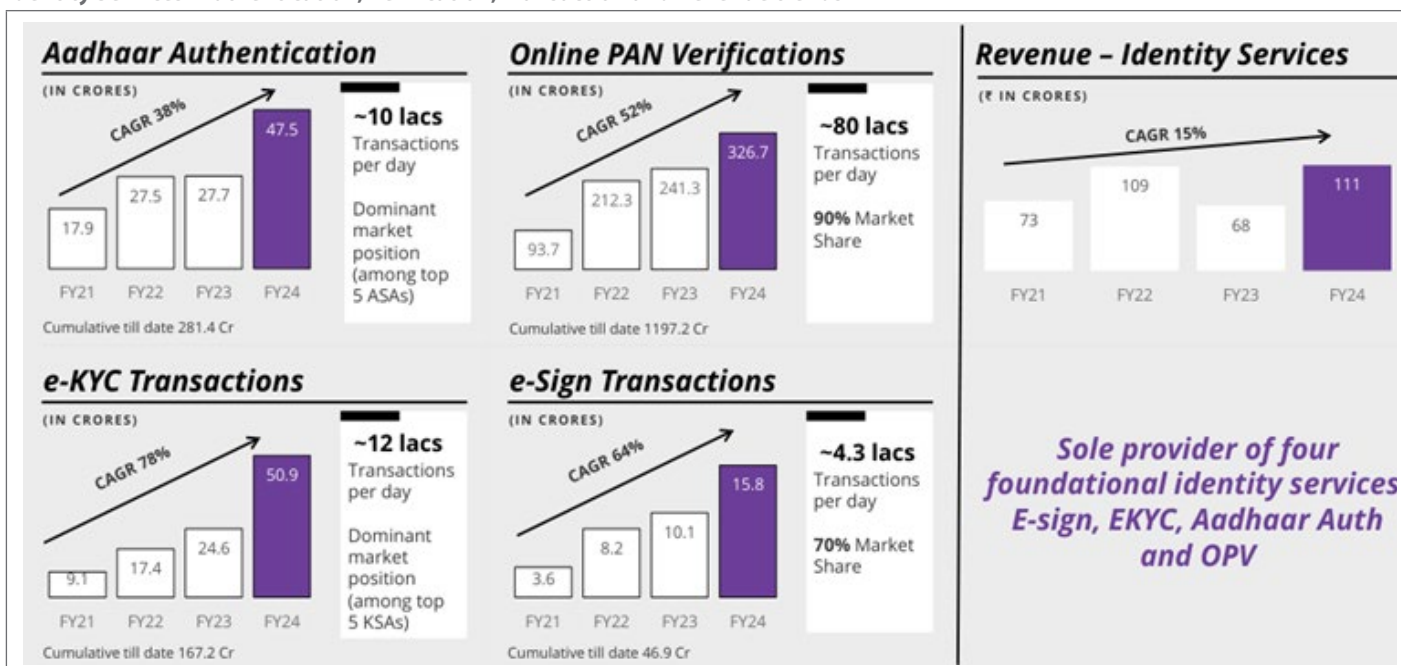 Aadhaar Authentication
(IN CRORES)
CAGR 38%
17.9
27.5
27.7
47.5
FY21
FY22
FY23
FY24
Cumulative till date 281.4 Cr
~10 lacs
Transactions
per day
Dominant
market
position
(among top
5 ASAs)
Online PAN Verifications
(IN CRORES)
CAGR 52%
93.7
212.3
241.3
326.7
FY21
FY22
FY23
FY24
Cumulative till date 1197.2 Cr
~80 lacs
Transactions
per day
90% Market
Share
Revenue – Identity Services
(₹ IN CRORES)
CAGR 15%
73
109
68
111
FY21
FY22
FY23
FY24
e-KYC Transactions
(IN CRORES)
CAGR 78%
9.1
17.4
24.6
50.9
FY21
FY22
FY23
FY24
Cumulative till date 167.2 Cr
~12 lacs
Transactions
per day
Dominant
market
position
(among top
5 KSAs)
e-Sign Transactions
(IN CRORES)
CAGR 64%
3.6
8.2
10.1
15.8
FY21
FY22
FY23
FY24
Cumulative till date 46.9 Cr
~4.3 lacs
Transactions
per day
70% Market
Share
Sole provider of four
foundational identity services
E-sign, EKYC, Aadhaar Auth
and OPV